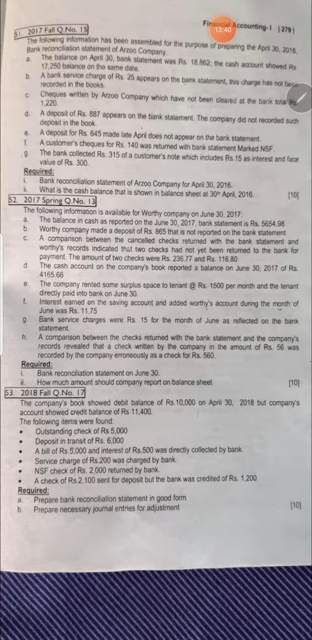 Financial Accounting-I | 279 |
13:40
51. 2017 Fall Q.No. 15
The following information has been assembled for the purpose of preparing the April 30, 2016,
Bank reconciliation statement of Arzoo Company.
a. The balance on April 30, bank statement was Rs. 18,862; the cash account showed Rs
17,250 balance on the same date.
b. A bank service charge of Rs. 25 appears on the bank statement, this charge has not been
recorded in the books.
c. Cheques written by Arzoo Company which have not been cleared at the bank total Rs
1,220.
d. A deposit of Rs. 887 appears on the bank statement. The company did not recorded such
deposit in the book.
e. A deposit for Rs. 645 made late April does not appear on the bank statement.
f. A customer's cheques for Rs. 140 was returned with bank statement Marked NSF.
g. The bank collected Rs. 315 of a customer's note which includes Rs.15 as interest and face
value of Rs. 300.
Required:
i. Bank reconciliation statement of Arzoo Company for April 30, 2016.
ii. What is the cash balance that is shown in balance sheet at 30th April, 2016. [10]
52. 2017 Spring Q.No. 13
The following information is available for Worthy company on June 30, 2017:
a. The ballance in cash as reported on the June 30, 2017, bank statement is Rs. 5654.98
b. Worthy company made a deposit of Rs. 865 that is not reported on the bank statement
c. A comparison between the cancelled checks returned with the bank statement and
worthy's records indicated that two checks had not yet been returned to the bank for
payment. The amount of two checks were Rs. 236.77 and Rs. 116.80
d. The cash account on the company's book reported a balance on June 30, 2017 of Rs.
4165.66
e. The company rented some surplus space to tenant @ Rs. 1500 per month and the tenant
directly paid into bank on June 30.
f. Interest earned on the saving account and added worthy's account during the month of
June was Rs. 11.75
g. Bank service charges were Rs. 15 for the month of June as reflected on the bank
statement.
h. A comparison between the checks returned with the bank statement and the company's
records revealed that a check written by the company in the amount of Rs. 56 was
recorded by the company erroneously as a check for Rs. 560.
Required:
i. Bank reconciliation statement on June 30.
ii. How much amount should company report on balance sheet [10]
53. 2018 Fall Q.No. 17
The company's book showed debit balance of Rs.10,000 on April 30, 2018 but company's
account showed credit balance of Rs 11,400.
The following items were found:
• Outstanding check of Rs 5,000
• Deposit in transit of Rs. 6,000
• A bill of Rs 5,000 and interest of Rs.500 was directly collected by bank.
• Service charge of Rs.200 was charged by bank.
• NSF check of Rs. 2,000 returned by bank.
• A check of Rs.2,100 sent for deposit but the bank was credited of Rs. 1,200
Required:
a. Prepare bank reconciliation statement in good form
b. Prepare necessary journal entries for adjustment [10]